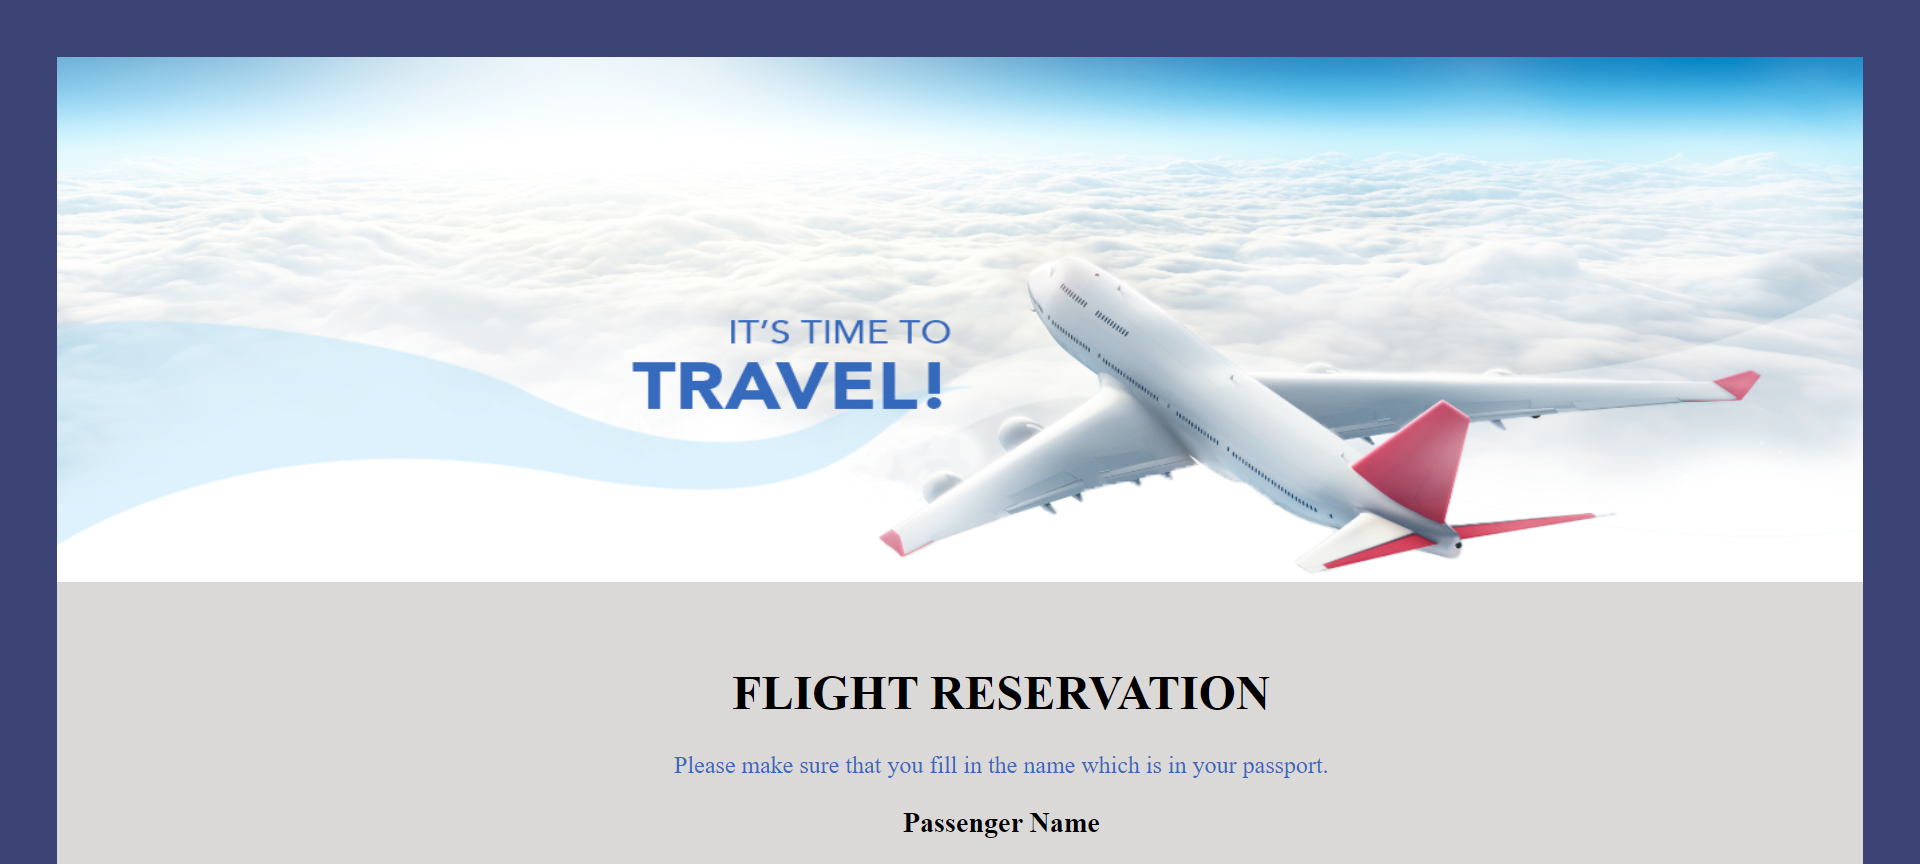 IT’S TIME TO
TRAVEL!
FLIGHT RESERVATION
Please make sure that you fill in the name which is in your passport.
Passenger Name